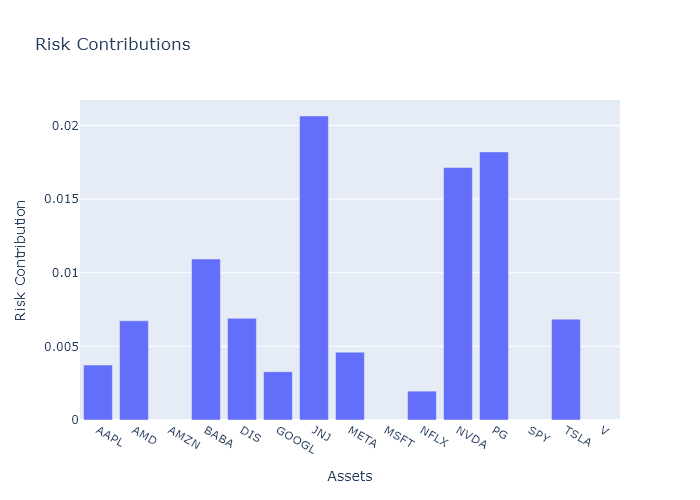 Risk Contributions
0.02
0.015
0.01
0.005
0
Risk Contribution
AAPL
AMD
AMZN
BABA
DIS
GOOGL
JNJ
META
MSFT
NFLX
NVDA
PG
SPY
TSLA
V
Assets